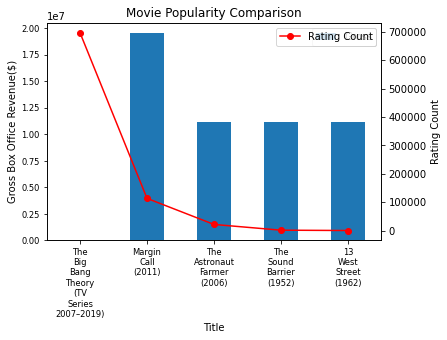 Movie Popularity Comparison
1e7
Gross Box Office Revenue($)
2.00
1.75
1.50
1.25
1.00
0.75
0.50
0.25
0.00
Rating Count
700000
600000
500000
400000
300000
200000
100000
0
Rating Count
The
Big
Bang
Theory
(TV
Series
2007–2019)
Margin
Call
(2011)
The
Astronaut
Farmer
(2006)
The
Sound
Barrier
(1952)
13
West
Street
(1962)
Title